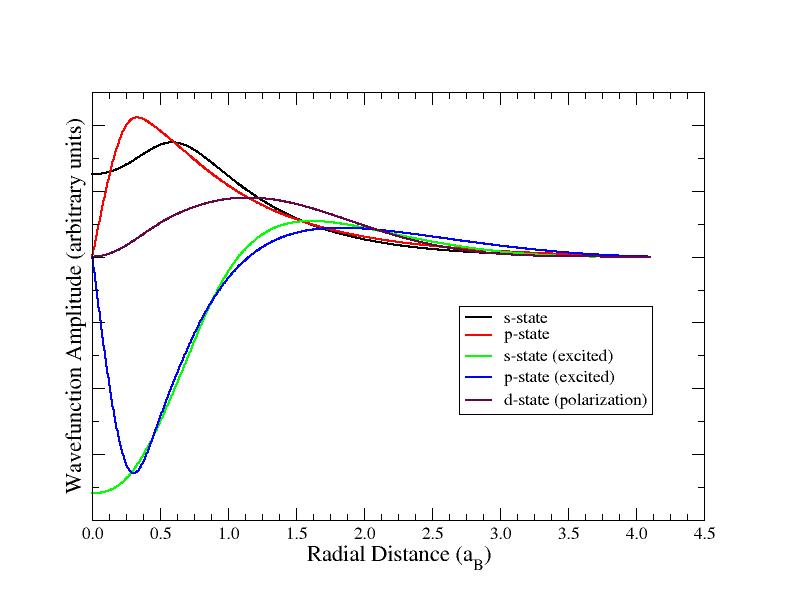 Wavefunction Amplitude (arbitrary units)
s-state
p-state
s-state (excited)
p-state (excited)
d-state (polarization)
0.0 0.5 1.0 1.5 2.0 2.5 3.0 3.5 4.0 4.5
Radial Distance (aB)